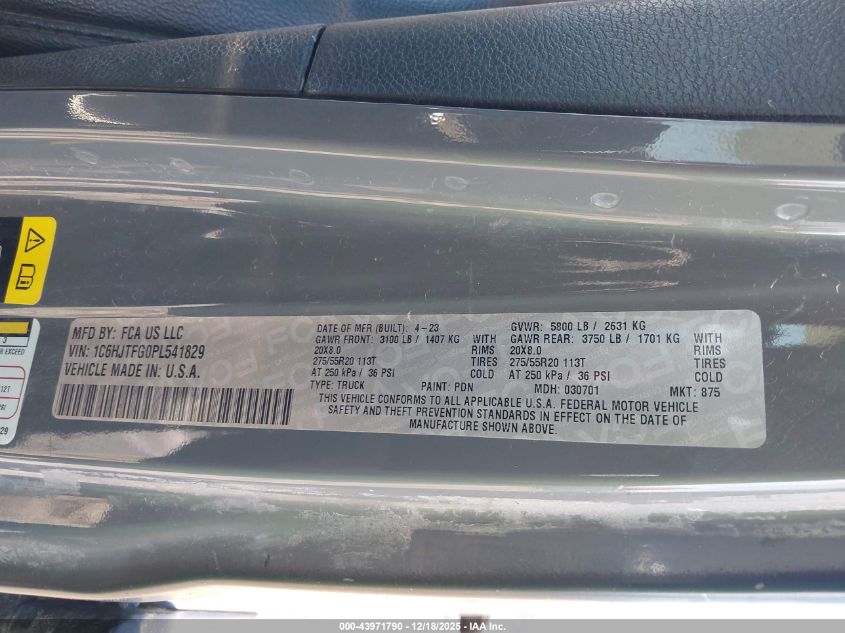 MFD BY: FCA US LLC
VIN: 1C6HJTFG0PL541829
VEHICLE MADE IN: U.S.A.
DATE OF MFR (BUILT): 4-23 GVWR: 5800 LB / 2631 KG
GAWR FRONT: 3100 LB / 1407 KG WITH GAWR REAR: 3750 LB / 1701 KG WITH
20X8.0 RIMS 20X8.0 RIMS
275/55R20 113T TIRES 275/55R20 113T TIRES
AT 250 kPa / 36 PSI COLD AT 250 kPa / 36 PSI COLD
TYPE: TRUCK PAINT: PDN MDH: 030701 MKT: 875
THIS VEHICLE CONFORMS TO ALL APPLICABLE U.S.A. FEDERAL MOTOR VEHICLE
SAFETY AND THEFT PREVENTION STANDARDS IN EFFECT ON THE DATE OF
MANUFACTURE SHOWN ABOVE.
3
12T
SI
29
000-43971790 - 12/18/2025 - IAA Inc.